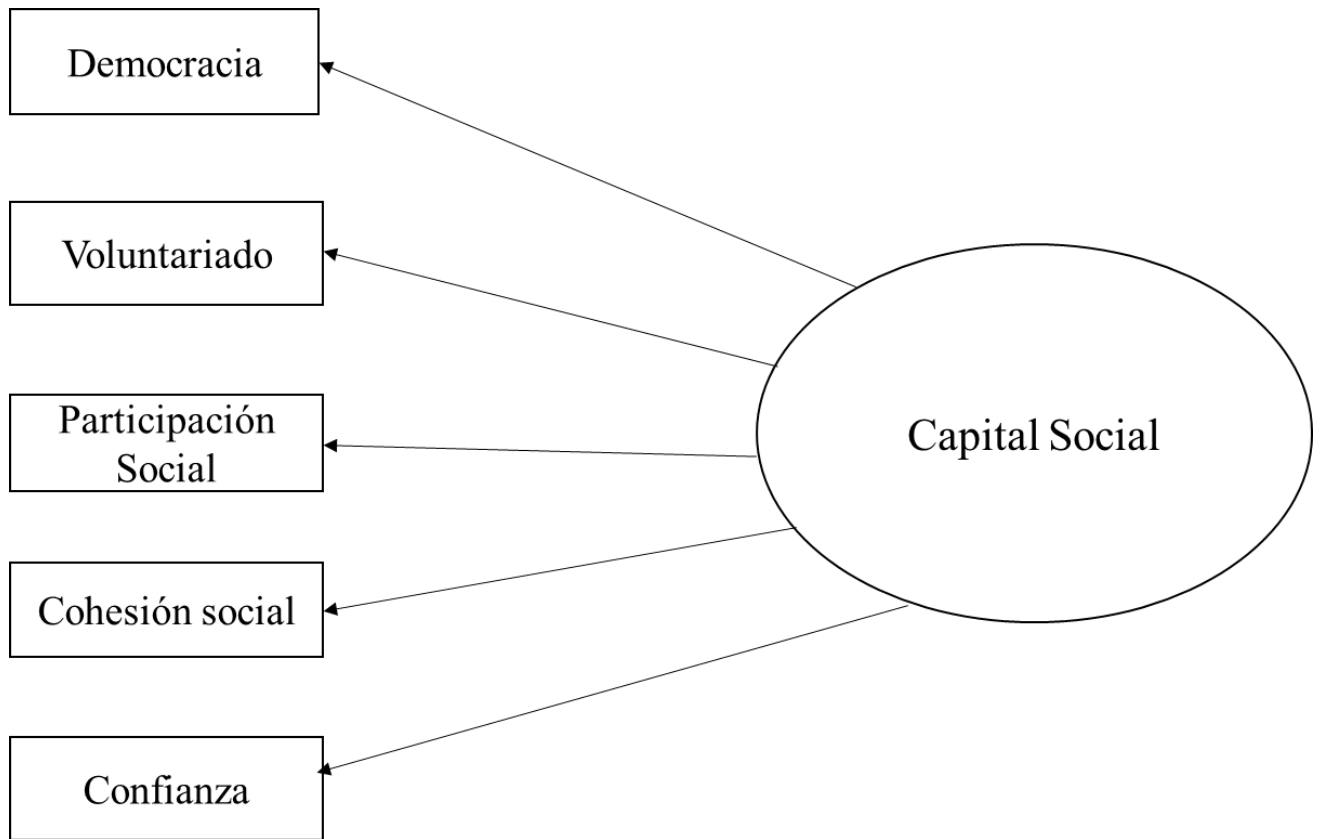 Democracia
Voluntariado
Participación
Social
Capital Social
Cohesión social
Confianza